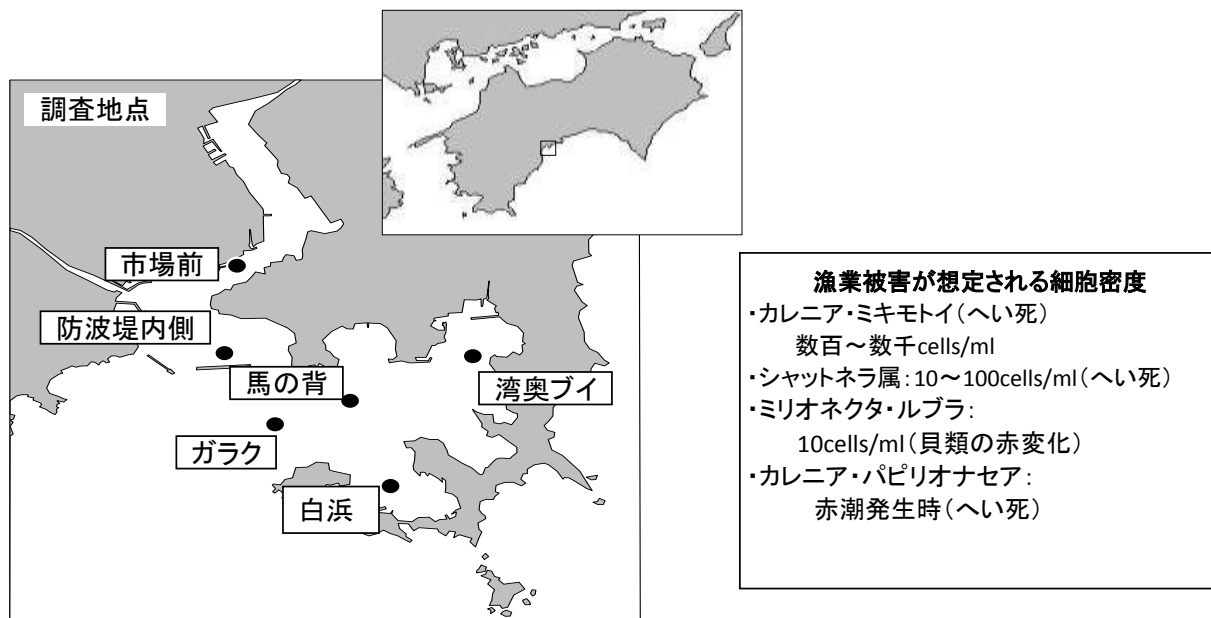 調査地点
市場前
防波堤内側
馬の背
湾奥ブイ
ガラク
白浜
漁業被害が想定される細胞密度
・カレニア・ミキモトイ(へい死)
数百～数千cells/ml
・シャットネラ属：10～100cells/ml(へい死)
・ミリオネクタ・ルブラ：
10cells/ml(貝類の赤変化)
・カレニア・パピリオナセア：
赤潮発生時(へい死)